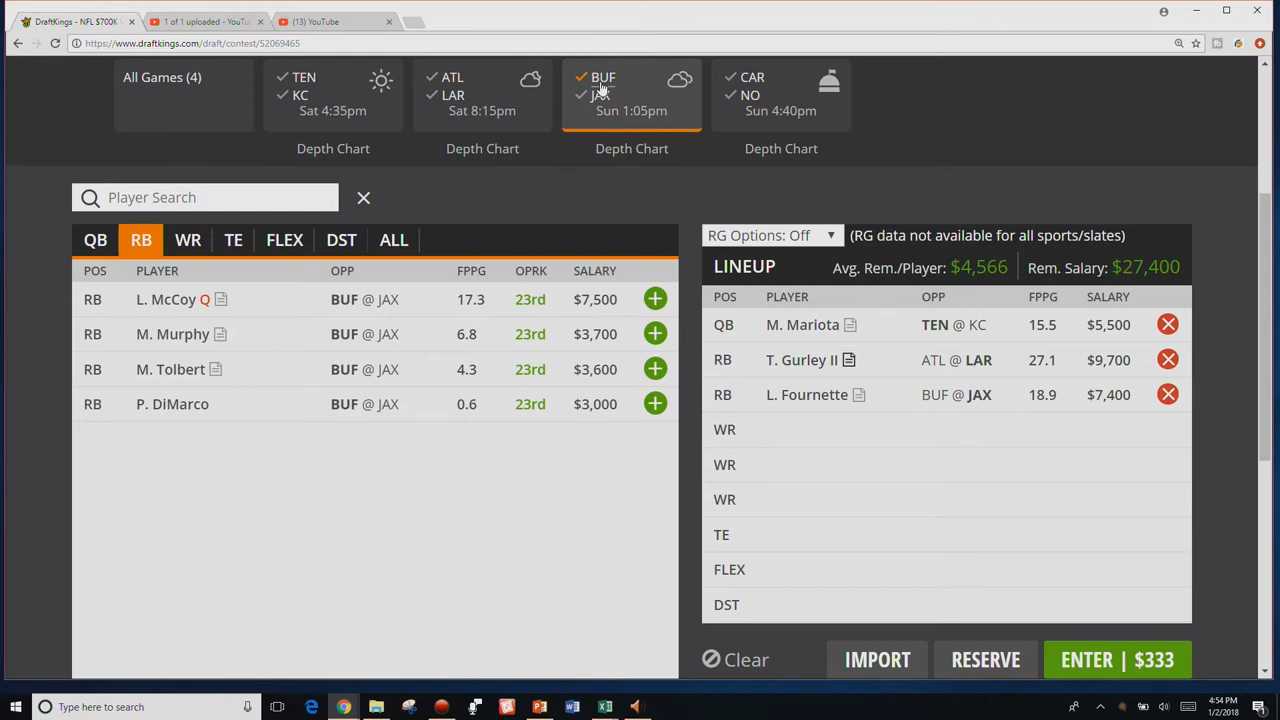 DraftKings - NFL $700K
1 of 1 uploaded - YouTu
(13) YouTube
https://www.draftkings.com/draft/contest/52069465
All Games (4)
TEN
KC
Sat 4:35pm
Depth Chart
ATL
LAR
Sat 8:15pm
Depth Chart
BUF
JAX
Sun 1:05pm
Depth Chart
CAR
NO
Sun 4:40pm
Depth Chart
Player Search
QB RB WR TE FLEX DST ALL
POS PLAYER OPP FPPG OPRK SALARY
RB L. McCoy Q BUF @ JAX 17.3 23rd $7,500
RB M. Murphy BUF @ JAX 6.8 23rd $3,700
RB M. Tolbert BUF @ JAX 4.3 23rd $3,600
RB P. DiMarco BUF @ JAX 0.6 23rd $3,000
RG Options: Off (RG data not available for all sports/slates)
LINEUP Avg. Rem./Player: $4,566 Rem. Salary: $27,400
POS PLAYER OPP FPPG SALARY
QB M. Mariota TEN @ KC 15.5 $5,500
RB T. Gurley II ATL @ LAR 27.1 $9,700
RB L. Fournette BUF @ JAX 18.9 $7,400
WR
WR
WR
TE
FLEX
DST
Clear IMPORT RESERVE ENTER | $333
Type here to search
4:54 PM
1/2/2018